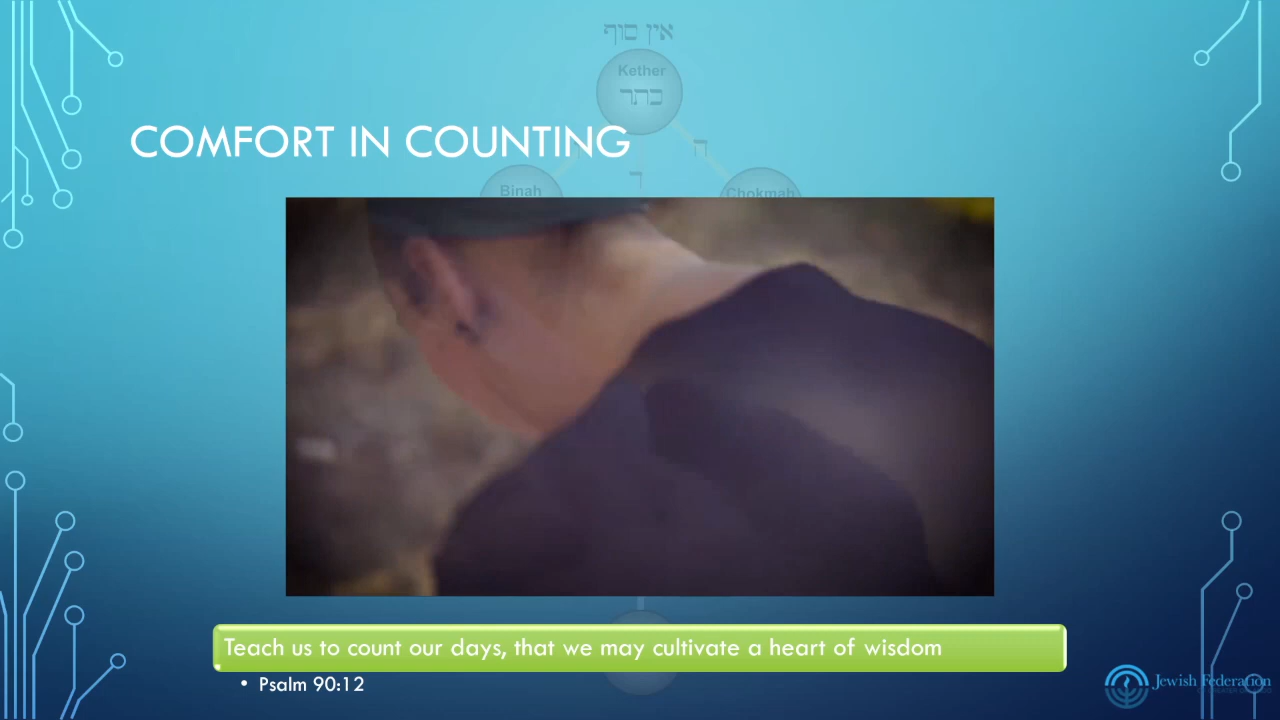 אין סוף
Kether
כתר
COMFORT IN COUNTING
ה
Binah
Chokmah
Teach us to count our days, that we may cultivate a heart of wisdom
• Psalm 90:12
Jewish Federation